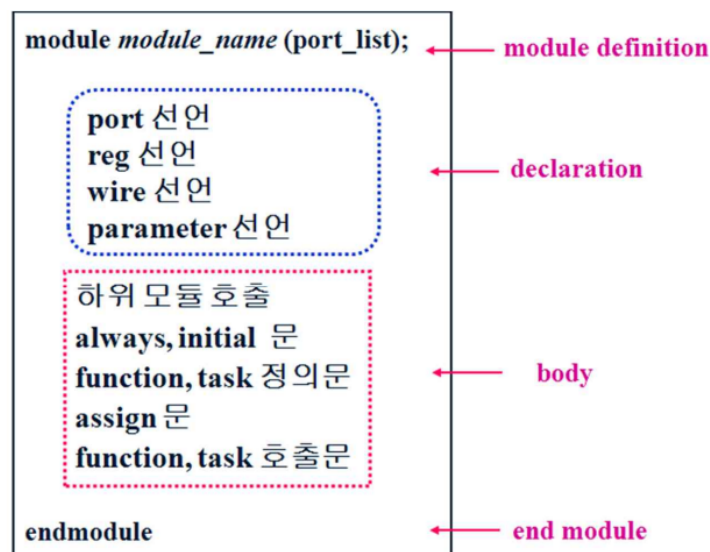 module module_name (port_list);
module definition
port 선언
reg 선언
wire 선언
parameter 선언
declaration
하위 모듈 호출
always, initial 문
function, task 정의문
assign 문
function, task 호출문
body
endmodule
end module